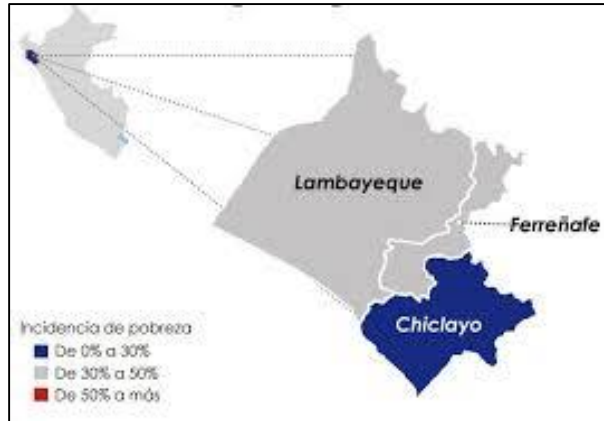 Lambayeque
Ferreñafe
Chiclayo
Incidencia de pobreza
De 0% a 30%
De 30% a 50%
De 50% a más